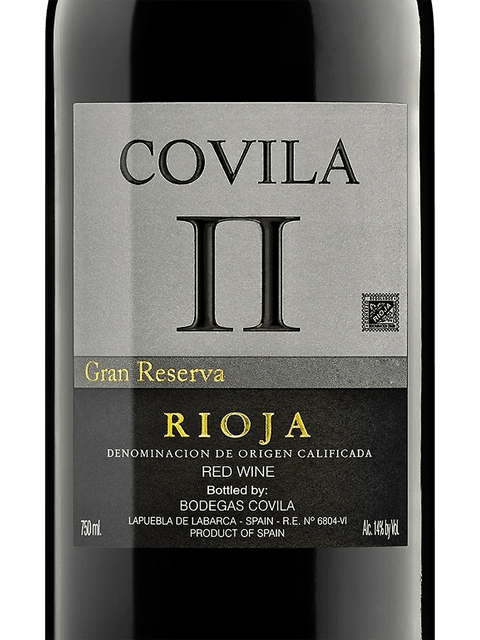 COVILA
II
RIOJA
Gran Reserva
RIOJA
DENOMINACION DE ORIGEN CALIFICADA
RED WINE
Bottled by:
BODEGAS COVILA
LAPUEBLA DE LABARCA - SPAIN - R.E. Nº 6804-VI
750 ml.
PRODUCT OF SPAIN
Alc. 14% by Vol.